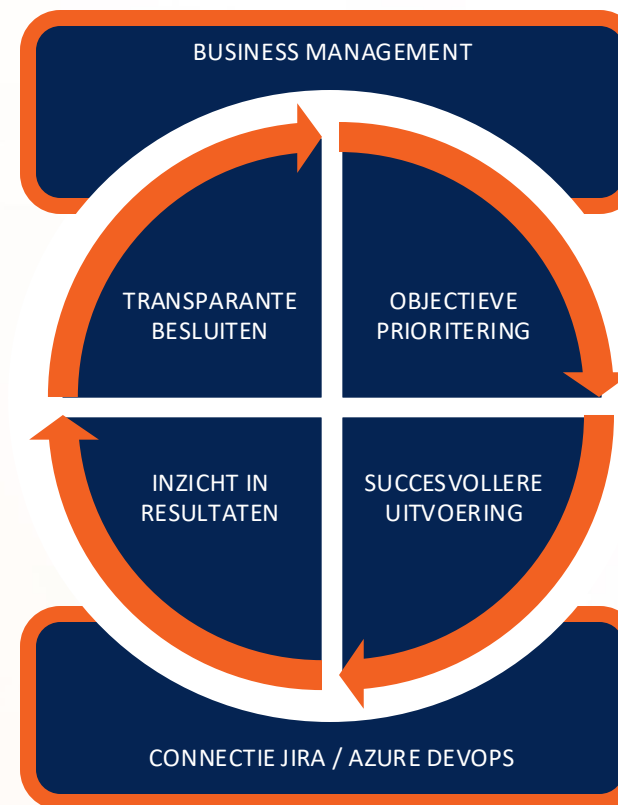 BUSINESS MANAGEMENT
TRANSPARANTE
BESLUITEN
OBJECTIEVE
PRIORITERING
INZICHT IN
RESULTATEN
SUCCESVOLLERE
UITVOERING
CONNECTIE JIRA / AZURE DEVOPS